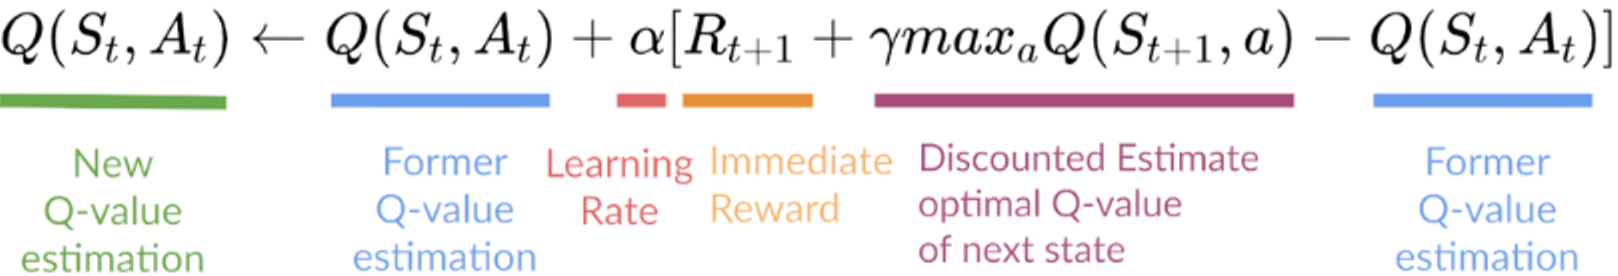 Q(S_t, A_t) ← Q(S_t, A_t) + α[R_{t+1} + γmax_aQ(S_{t+1}, a) − Q(S_t, A_t)]
New
Q-value
estimation
Former
Q-value
estimation
Learning
Rate
Immediate
Reward
Discounted Estimate
optimal Q-value
of next state
Former
Q-value
estimation